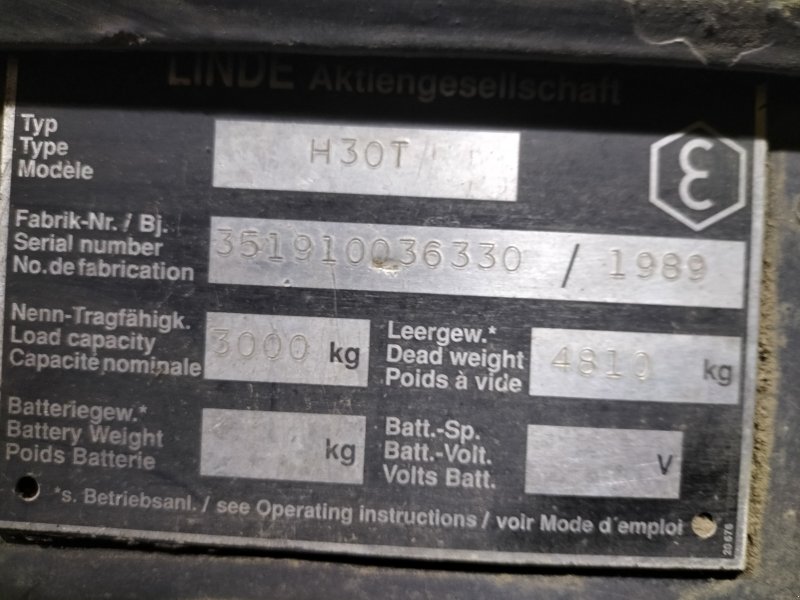 LINDE Aktiengesellschaft
Typ
Type
Modèle
H30T
Fabrik-Nr. / Bj.
Serial number
No. de fabrication
351910036330 / 1989
Nenn-Tragfähigk.
Load capacity
Capacité nominale
3000 kg
Leergew.*
Dead weight
Poids à vide
4810 kg
Batteriegew.*
Battery Weight
Poids Batterie
kg
Batt.-Sp.
Batt.-Volt.
Volts Batt.
V
*s. Betriebsanl. / see Operating instructions / voir Mode d'emploi